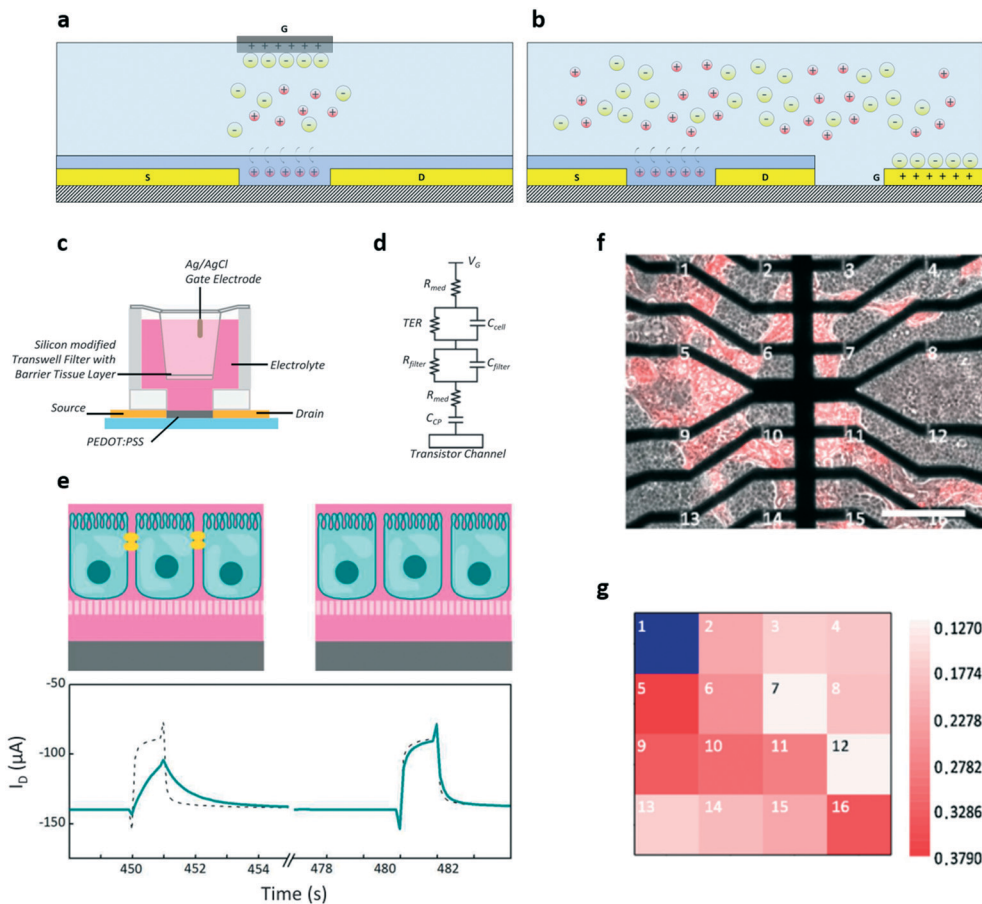 a
G
+ + + + + +
- - - - -
S
D
b
S
D
G
+ + + + + +
c
Ag/AgCl
Gate Electrode
Silicon modified
Transwell Filter with
Barrier Tissue Layer
Electrolyte
Source
Drain
PEDOT:PSS
d
V_G
R_med
TER
C_cell
R_filter
C_filter
R_med
C_CP
Transistor Channel
e
-50
-100
-150
I_D (µA)
450
452
454
478
480
482
Time (s)
f
1 2 3 4
5 6 7 8
9 10 11 12
13 14 15 16
g
1 2 3 4
5 6 7 8
9 10 11 12
13 14 15 16
0.1270
0.1774
0.2278
0.2782
0.3286
0.3790